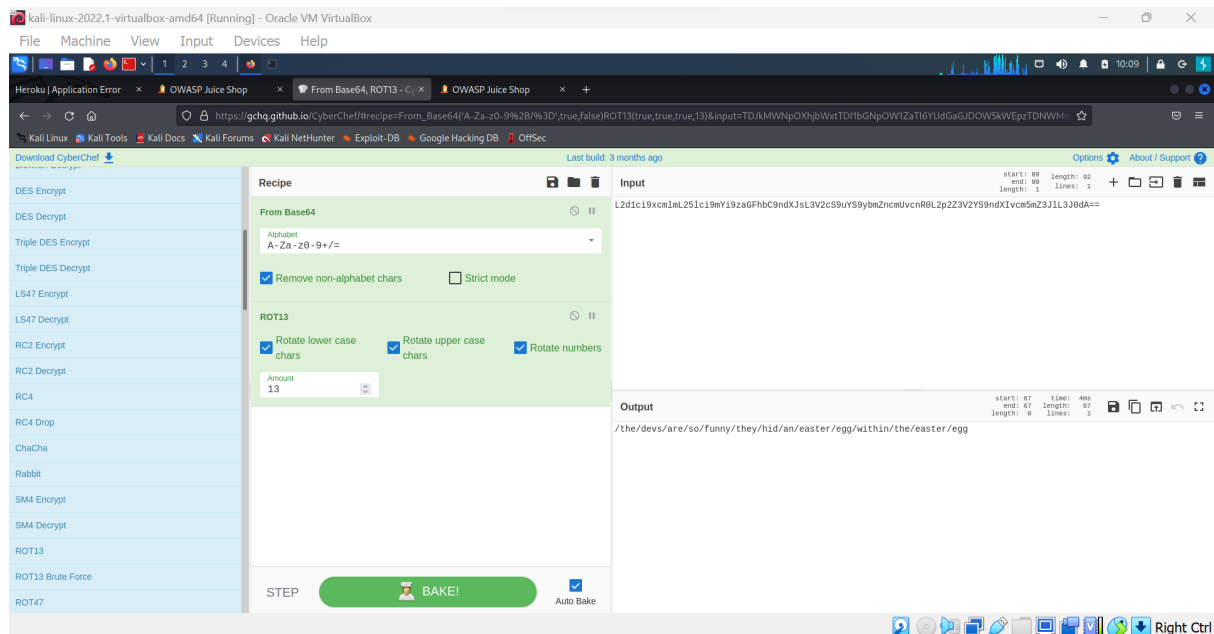 kali-linux-2022.1-virtualbox-amd64 [Running] - Oracle VM VirtualBox
File Machine View Input Devices Help
1 2 3 4
10:09
Heroku | Application Error × OWASP Juice Shop × From Base64, ROT13 - Cy × OWASP Juice Shop × +
https://gchq.github.io/CyberChef/#recipe=From_Base64('A-Za-z0-9%2B/%3D',true,false)ROT13(true,true,true,13)&input=
Kali Linux Kali Tools Kali Docs Kali Forums Kali NetHunter Exploit-DB Google Hacking DB OffSec
Download CyberChef Last build: 3 months ago Options About / Support
DES Encrypt
DES Decrypt
Triple DES Encrypt
Triple DES Decrypt
LS47 Encrypt
LS47 Decrypt
RC2 Encrypt
RC2 Decrypt
RC4
RC4 Drop
ChaCha
Rabbit
SM4 Encrypt
SM4 Decrypt
ROT13
ROT13 Brute Force
ROT47
Recipe
From Base64
Alphabet
A-Za-z0-9+/=
Remove non-alphabet chars Strict mode
ROT13
Rotate lower case chars Rotate upper case chars Rotate numbers
Amount
13
STEP BAKE! Auto Bake
Input
start: 89
end: 90
length: 1
length: 92
lines: 1
L2d1ci9xcmlmL25lci9mYi9zaGFhbC9ndXJsL3V2cS9uYS9ybmZncmUvcnR0L2p2Z3V2YS9ndXIvcm5mZ3JlL3J0dA==
Output
start: 67
end: 67
length: 0
time: 4ms
length: 67
lines: 1
/the/devs/are/so/funny/they/hid/an/easter/egg/within/the/easter/egg
Right Ctrl